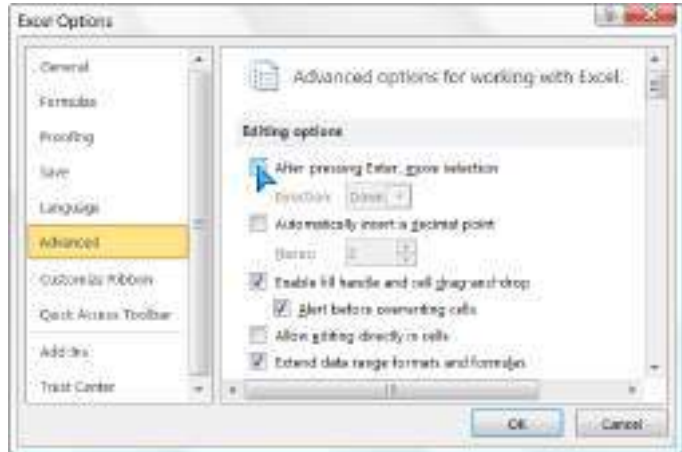 Excel Options
General
Formulas
Proofing
Save
Language
Advanced
Customize Ribbon
Quick Access Toolbar
Add-Ins
Trust Center
Advanced options for working with Excel.
Editing options
After pressing Enter, move selection
Direction: Down
Automatically insert a decimal point
Places: 2
Enable fill handle and cell drag-and-drop
Alert before overwriting cells
Allow editing directly in cells
Extend data range formats and formulas
OK
Cancel